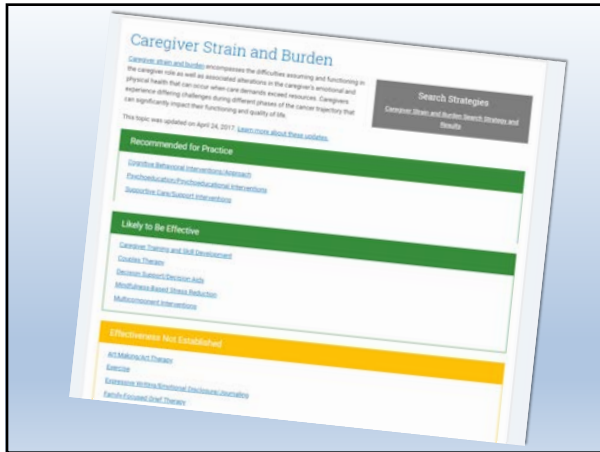 Caregiver Strain and Burden
Caregiver strain and burden encompasses the difficulties assuming and functioning in
the caregiver role as well as associated alterations in the caregiver's emotional and
physical health that can occur when care demands exceed resources. Caregivers
experience differing challenges during different phases of the cancer trajectory that
can significantly impact their functioning and quality of life.
This topic was updated on April 24, 2017. Learn more about these updates.
Search Strategies
Caregiver Strain and Burden Search Strategy and
Results
Recommended for Practice
Cognitive Behavioral Interventions/Approach
Psychoeducation/Psychoeducational Interventions
Supportive Care/Support Interventions
Likely to Be Effective
Caregiver Training and Skill Development
Couples Therapy
Decision Support/Decision Aids
Mindfulness-Based Stress Reduction
Multicomponent Interventions
Effectiveness Not Established
Art Making/Art Therapy
Exercise
Expressive Writing/Emotional Disclosure/Journaling
Family-Focused Grief Therapy